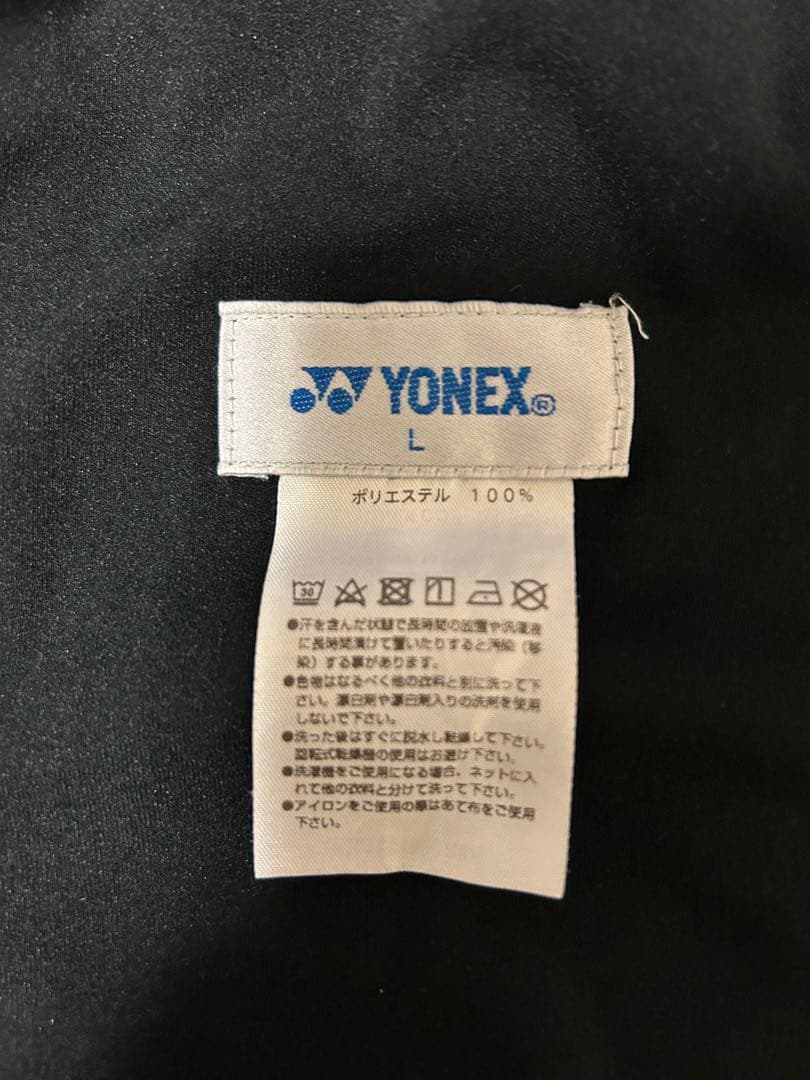 YONEX®
L
ポリエステル 100%
30
●汗を含んだ状態で長時間の放置や洗濯液
に長時間漬けて置いたりすると汚染（移
染）する事があります。
●色物はなるべく他の衣料と別に洗って下
さい。漂白剤や漂白剤入りの洗剤を使用
しないで下さい。
●洗った後はすぐに脱水し乾燥して下さい。
回転式乾燥機の使用はお避け下さい。
●洗濯機をご使用になる場合、ネットに入
れて他の衣料と分けて洗って下さい。
●アイロンをご使用の際はあて布をご使用
下さい。